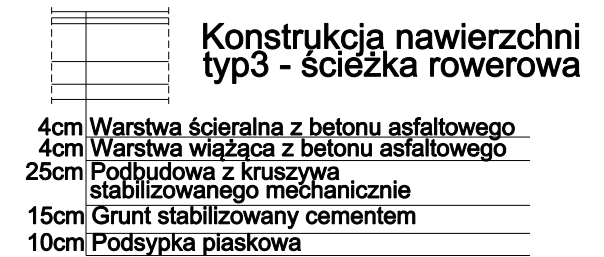 Konstrukcja nawierzchni
typ3 - ścieżka rowerowa
4cm Warstwa ścieralna z betonu asfaltowego
4cm Warstwa wiążąca z betonu asfaltowego
25cm Podbudowa z kruszywa
stabilizowanego mechanicznie
15cm Grunt stabilizowany cementem
10cm Podsypka piaskowa